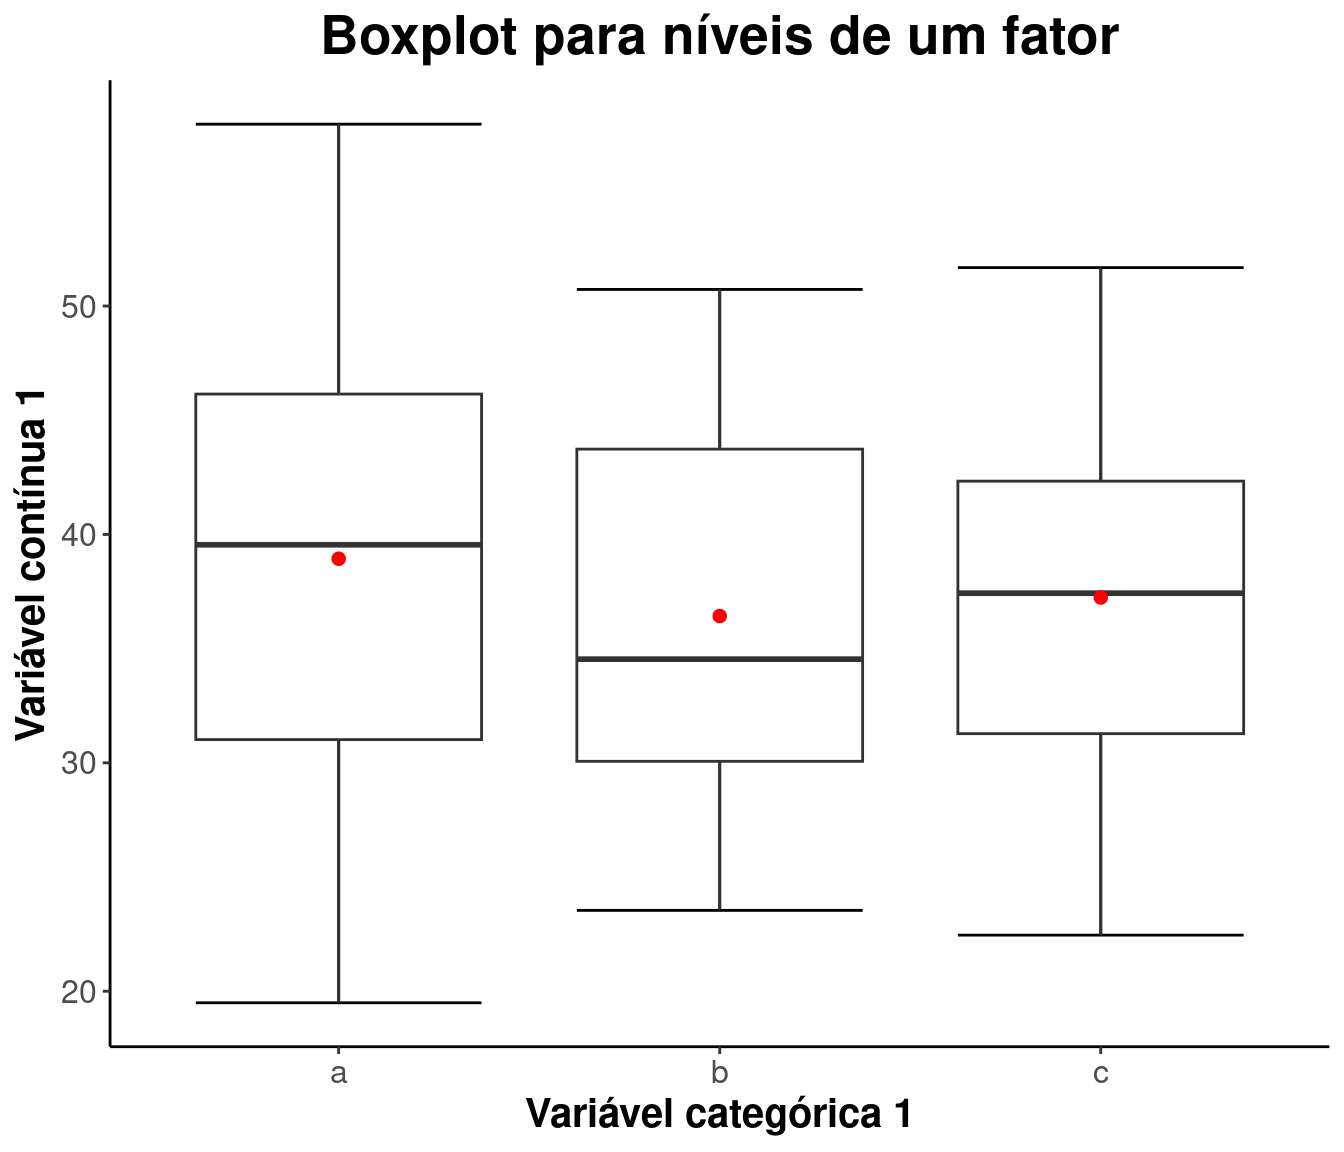 Boxplot para níveis de um fator
Variável contínua 1
50
40
30
20
a
b
c
Variável categórica 1